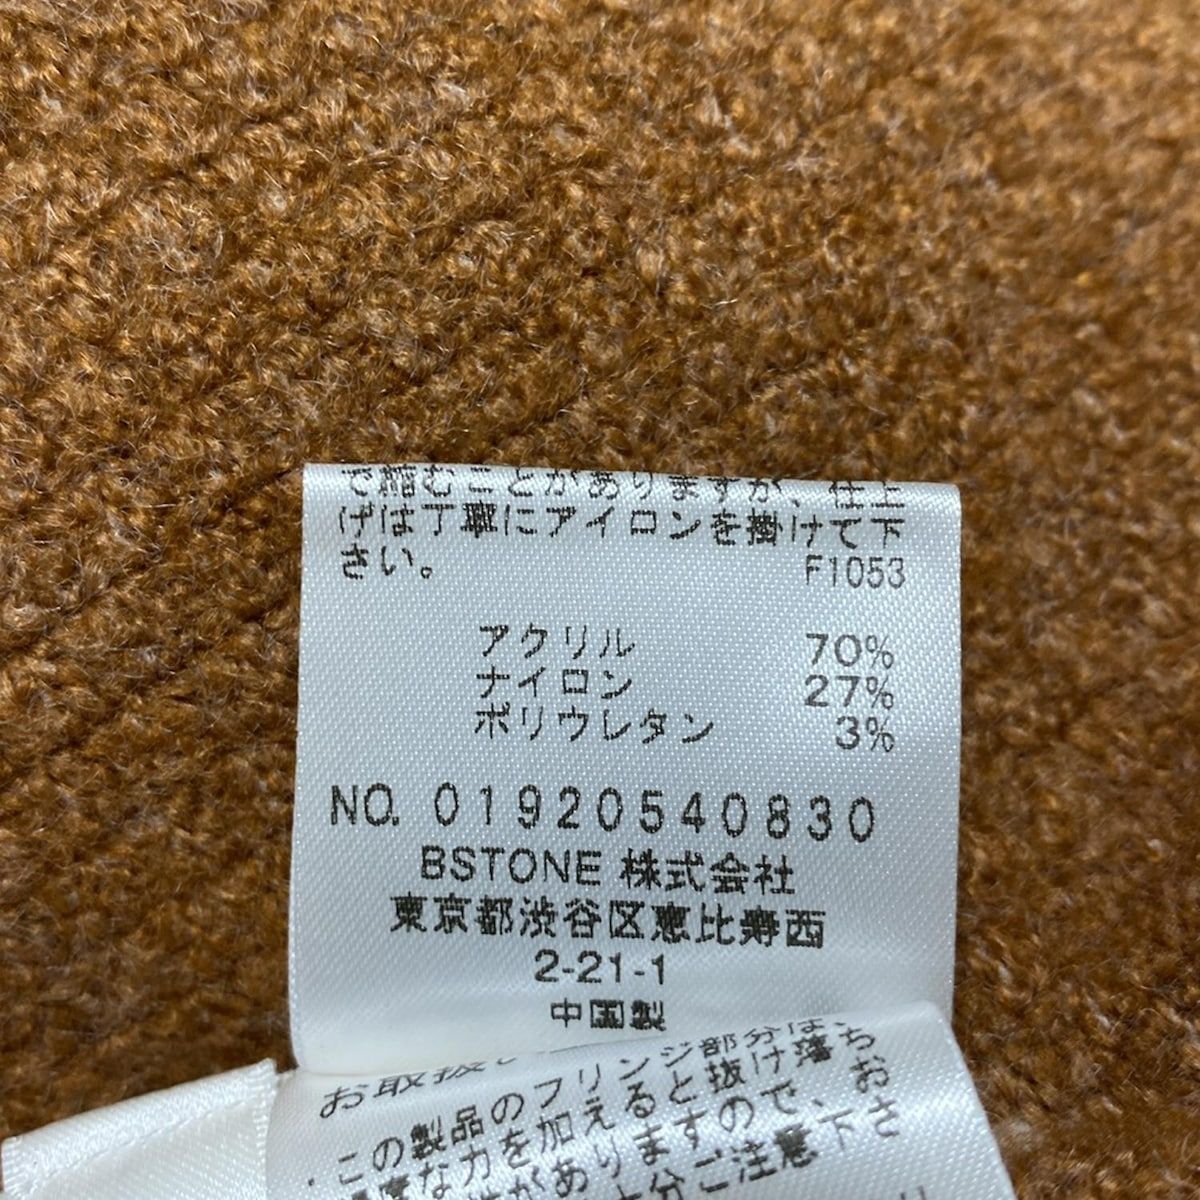 で縮むことがありますが、仕上
げは丁寧にアイロンを掛けて下
さい。 F1053
アクリル 70%
ナイロン 27%
ポリウレタン 3%
NO. 01920540830
BSTONE 株式会社
東京都渋谷区恵比寿西
2-21-1
中国製
お取扱い
フリンジ部分は、
・この製品の
力を加えると抜け落ち
がありますので、お
ご注意下さ